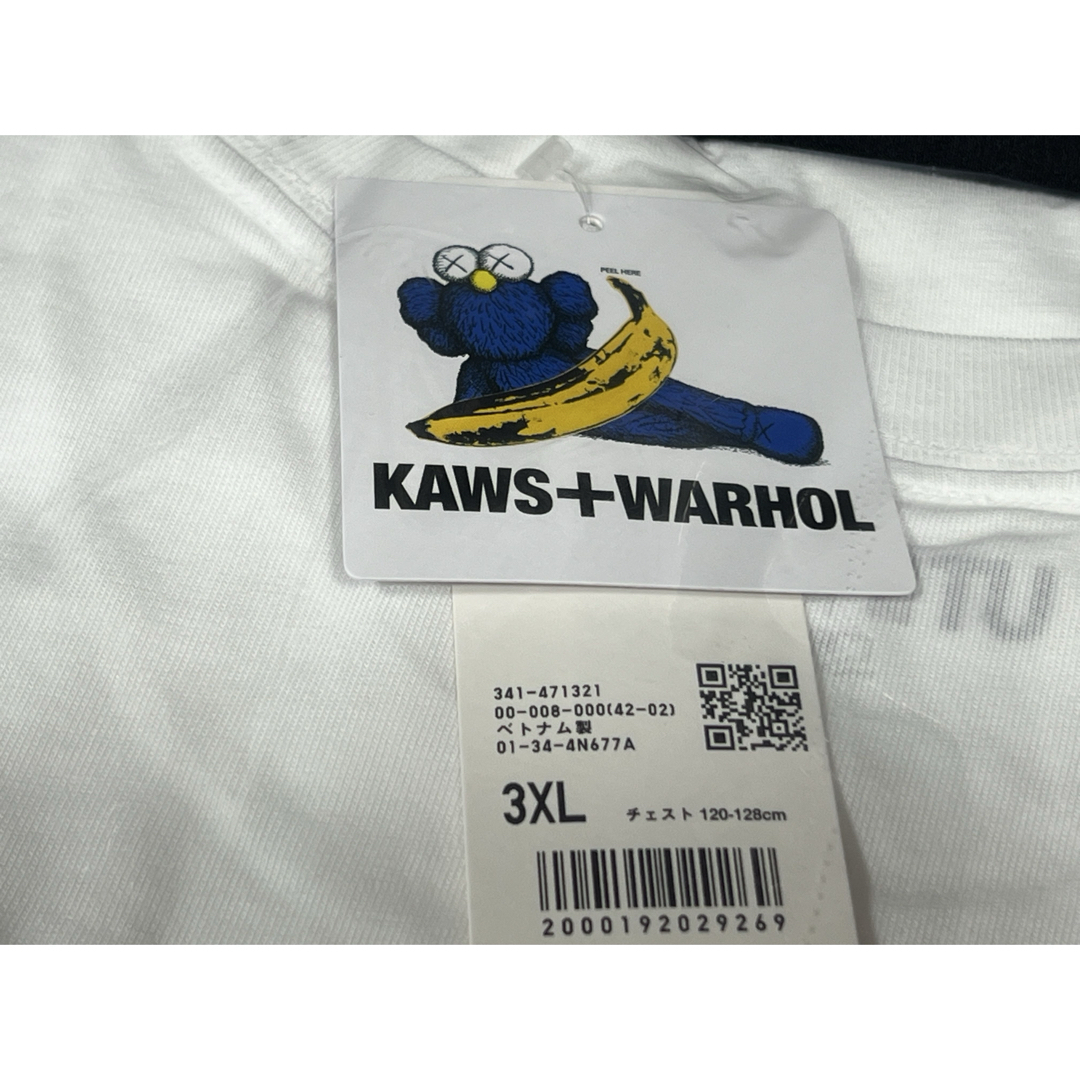 PEEL HERE
KAWS+WARHOL
341-471321
00-008-000(42-02)
ベトナム製
01-34-4N677A
3XL
チェスト 120-128cm
2000192029269